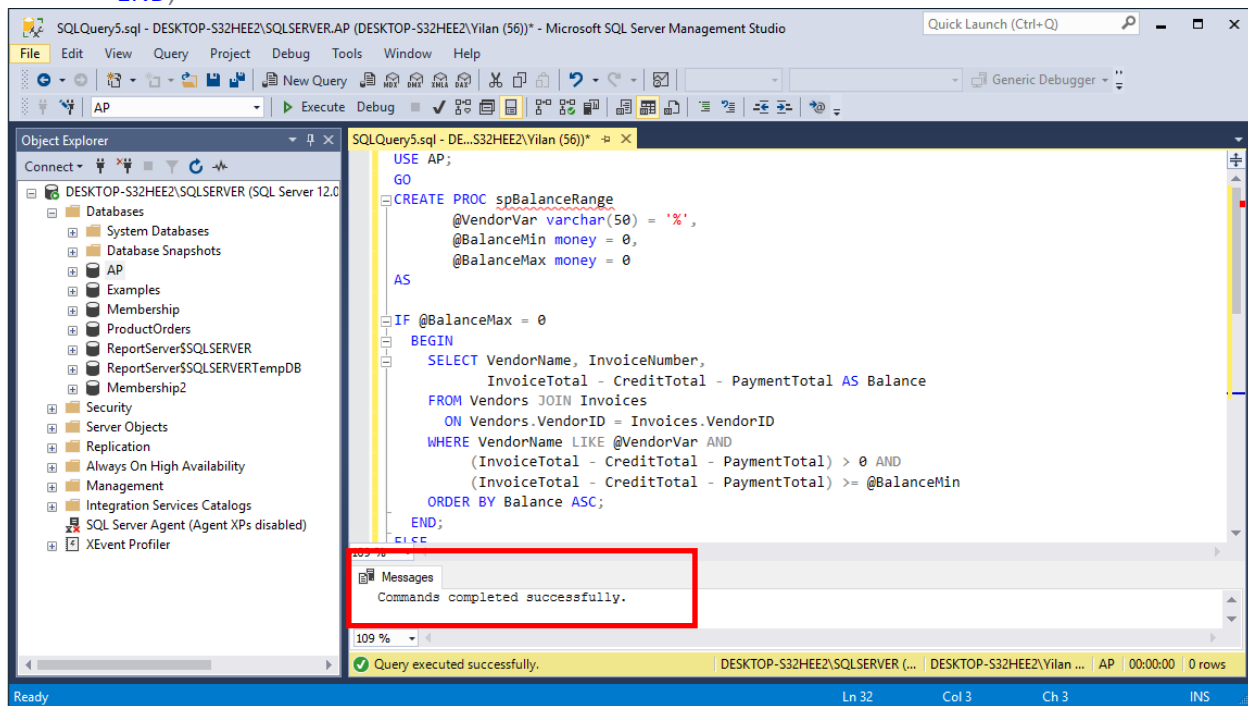 END;
SQLQuery5.sql - DESKTOP-S32HEE2\SQLSERVER.AP (DESKTOP-S32HEE2\Yilan (56))* - Microsoft SQL Server Management Studio
Quick Launch (Ctrl+Q)
File Edit View Query Project Debug Tools Window Help
New Query MDX DMX XMLA DAX Generic Debugger
AP Execute Debug
Object Explorer
Connect
DESKTOP-S32HEE2\SQLSERVER (SQL Server 12.0
Databases
System Databases
Database Snapshots
AP
Examples
Membership
ProductOrders
ReportServer$SQLSERVER
ReportServer$SQLSERVERTempDB
Membership2
Security
Server Objects
Replication
Always On High Availability
Management
Integration Services Catalogs
SQL Server Agent (Agent XPs disabled)
XEvent Profiler
SQLQuery5.sql - DE...S32HEE2\Yilan (56))*
USE AP;
GO
CREATE PROC spBalanceRange
@VendorVar varchar(50) = '%',
@BalanceMin money = 0,
@BalanceMax money = 0
AS
IF @BalanceMax = 0
BEGIN
SELECT VendorName, InvoiceNumber,
InvoiceTotal - CreditTotal - PaymentTotal AS Balance
FROM Vendors JOIN Invoices
ON Vendors.VendorID = Invoices.VendorID
WHERE VendorName LIKE @VendorVar AND
(InvoiceTotal - CreditTotal - PaymentTotal) > 0 AND
(InvoiceTotal - CreditTotal - PaymentTotal) >= @BalanceMin
ORDER BY Balance ASC;
END;
ELSE
109 %
Messages
Commands completed successfully.
109 %
Query executed successfully.
DESKTOP-S32HEE2\SQLSERVER (... DESKTOP-S32HEE2\Yilan ... AP 00:00:00 0 rows
Ready Ln 32 Col 3 Ch 3 INS